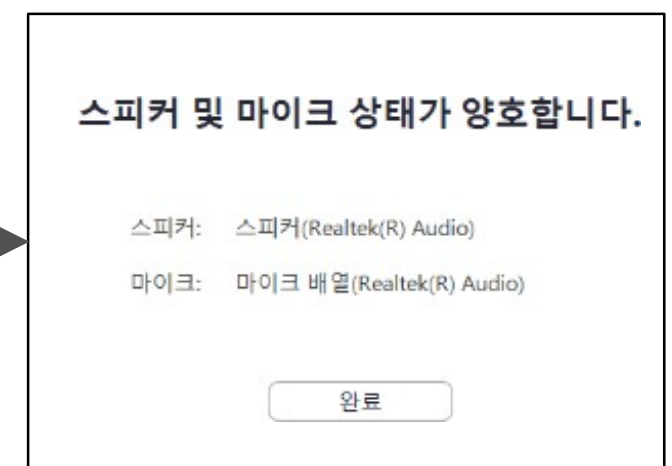 스피커 및 마이크 상태가 양호합니다.
스피커: 스피커(Realtek(R) Audio)
마이크: 마이크 배열(Realtek(R) Audio)
완료